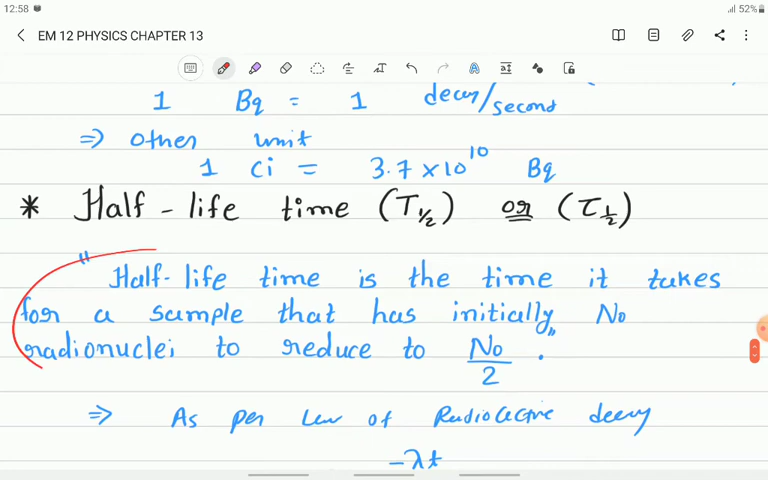 12:58
52%
EM 12 PHYSICS CHAPTER 13
1 Bq = 1 decay/second
⇒ other unit
1 Ci = 3.7×10^10 Bq
* Half-life time (T½) or (τ½)
"Half-life time is the time it takes
for a sample that has initially" No
radionuclei to reduce to No/2 .
⇒ As per Law of Radioactive decay
-λt